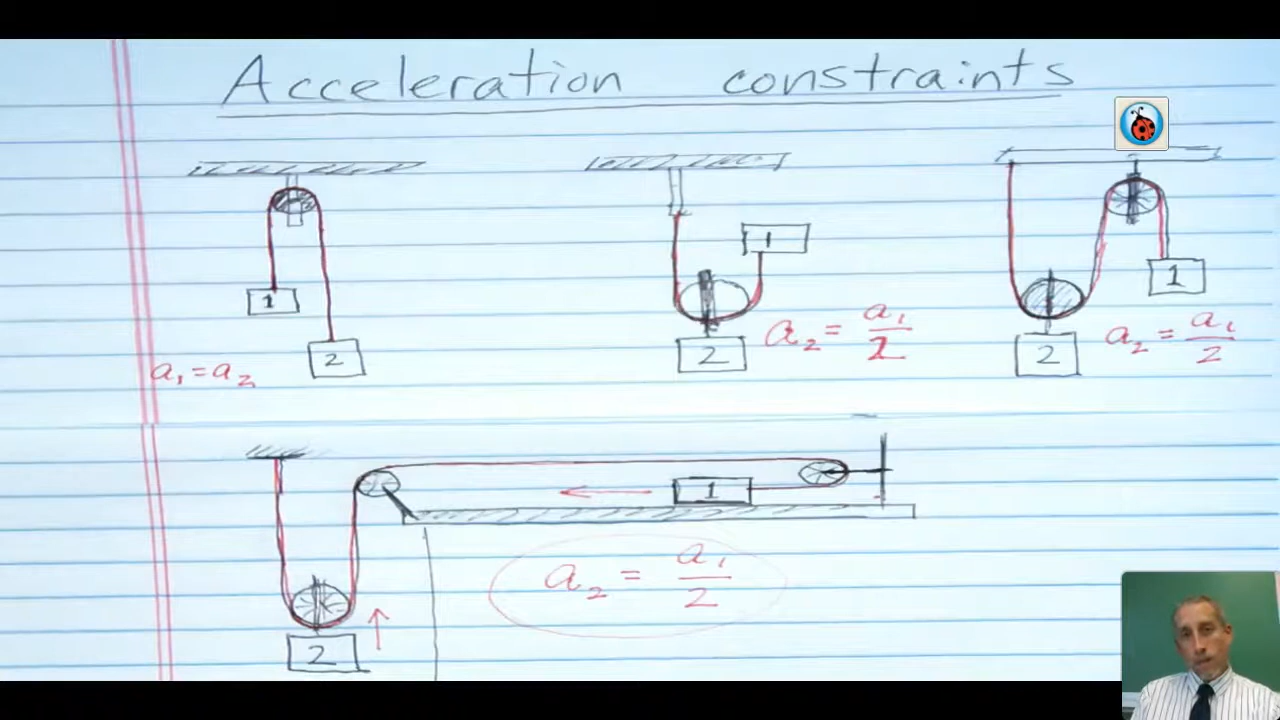 Acceleration constraints
1
2
a₁ = a₂
1
2
a₂ = a₁/2
1
2
a₂ = a₁/2
1
2
a₂ = a₁/2